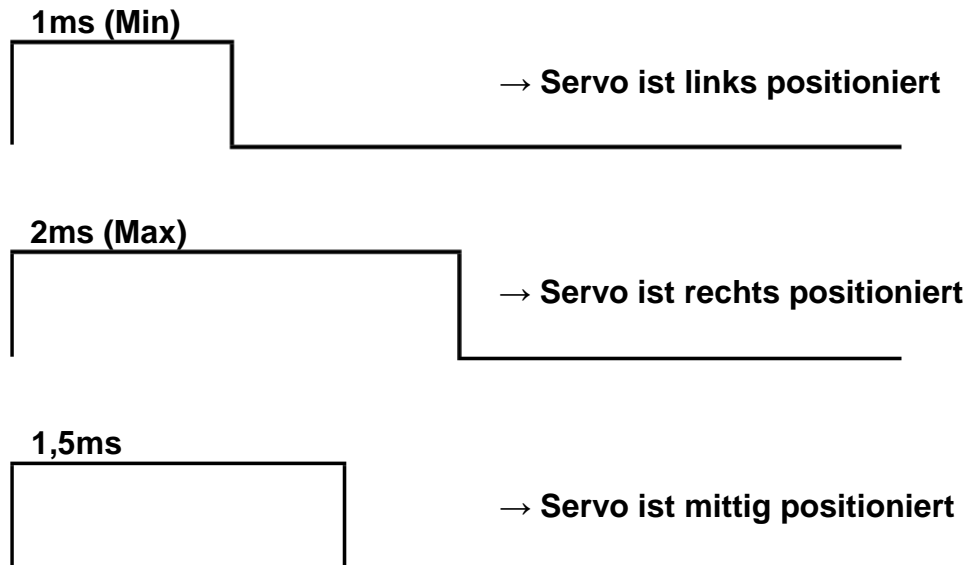 1ms (Min)
→ Servo ist links positioniert
2ms (Max)
→ Servo ist rechts positioniert
1,5ms
→ Servo ist mittig positioniert